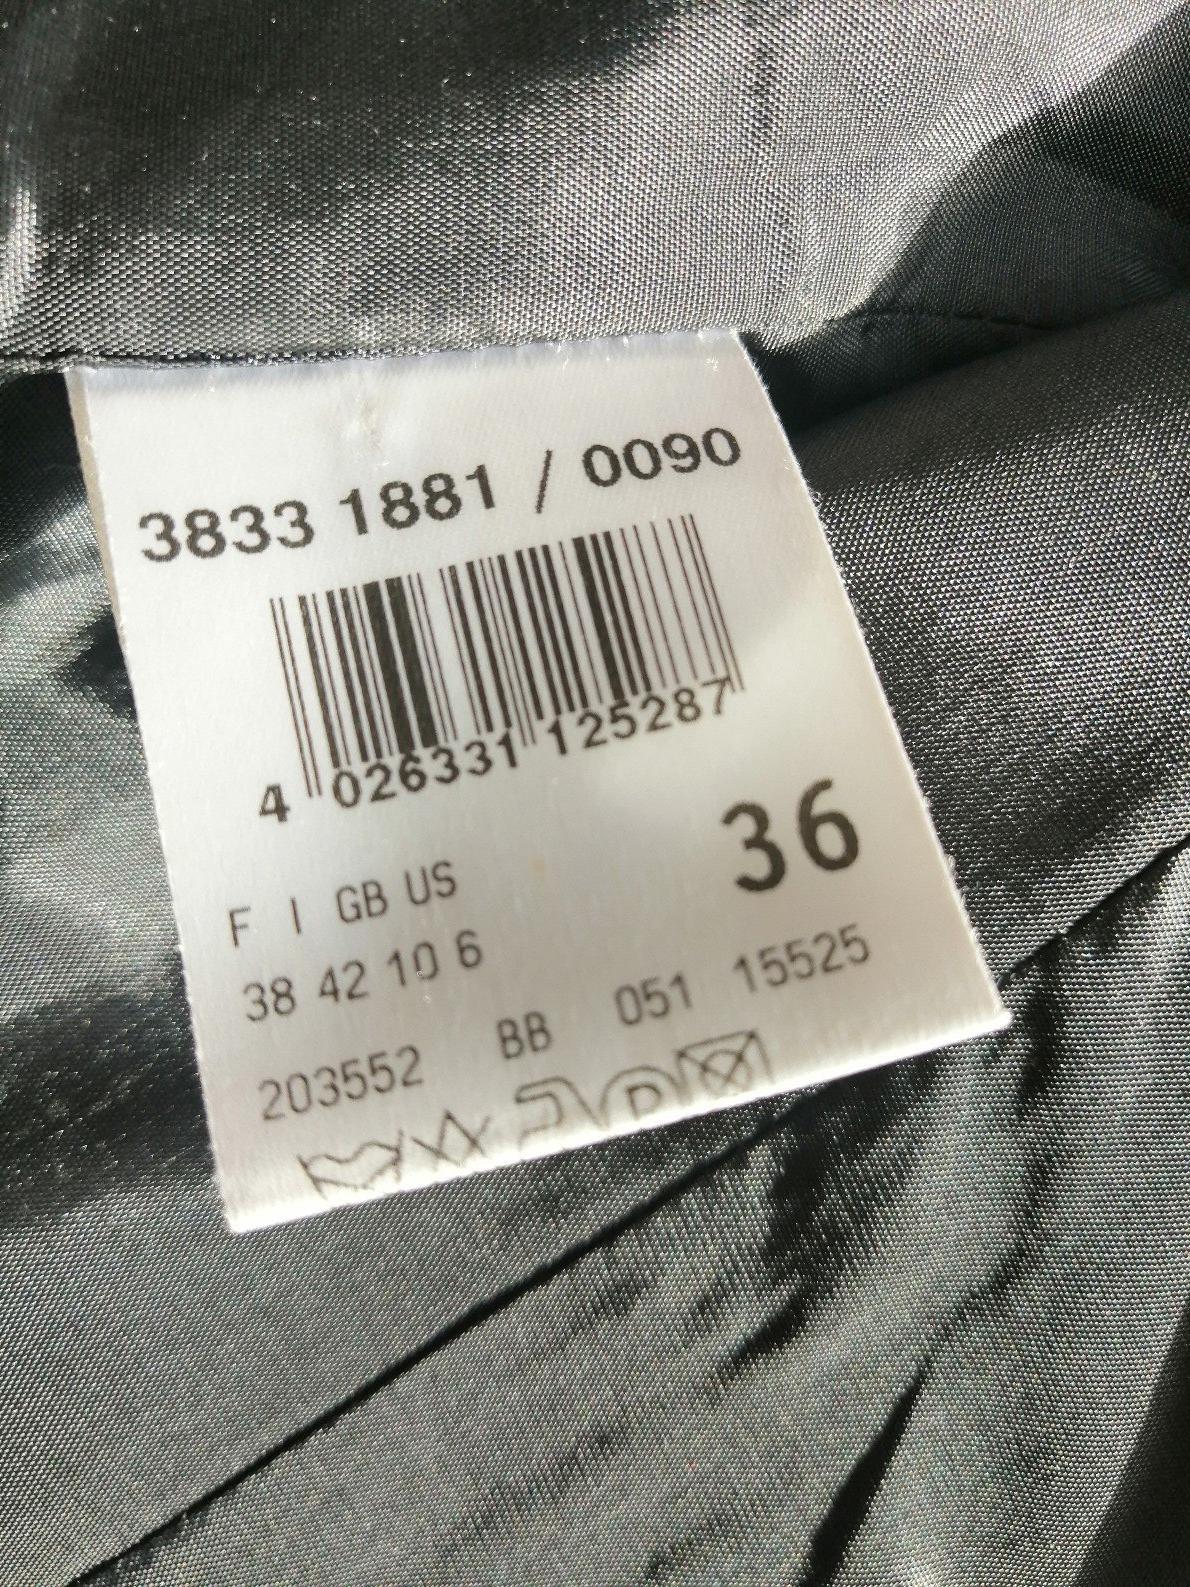 3833 1881 / 0090
4 026331 125287
36
F I GB US
38 42 10 6
203552 BB 051 15525
P